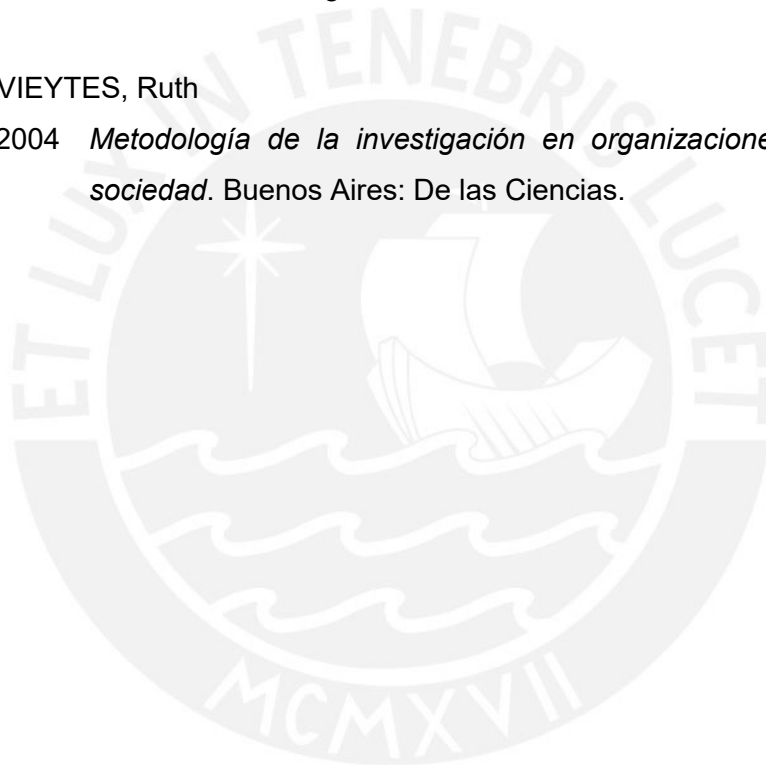 VIEYTES, Ruth
2004 Metodología de la investigación en organizacione
sociedad. Buenos Aires: De las Ciencias.
ET LUX IN TENEBRIS LUCET
MCMXVII